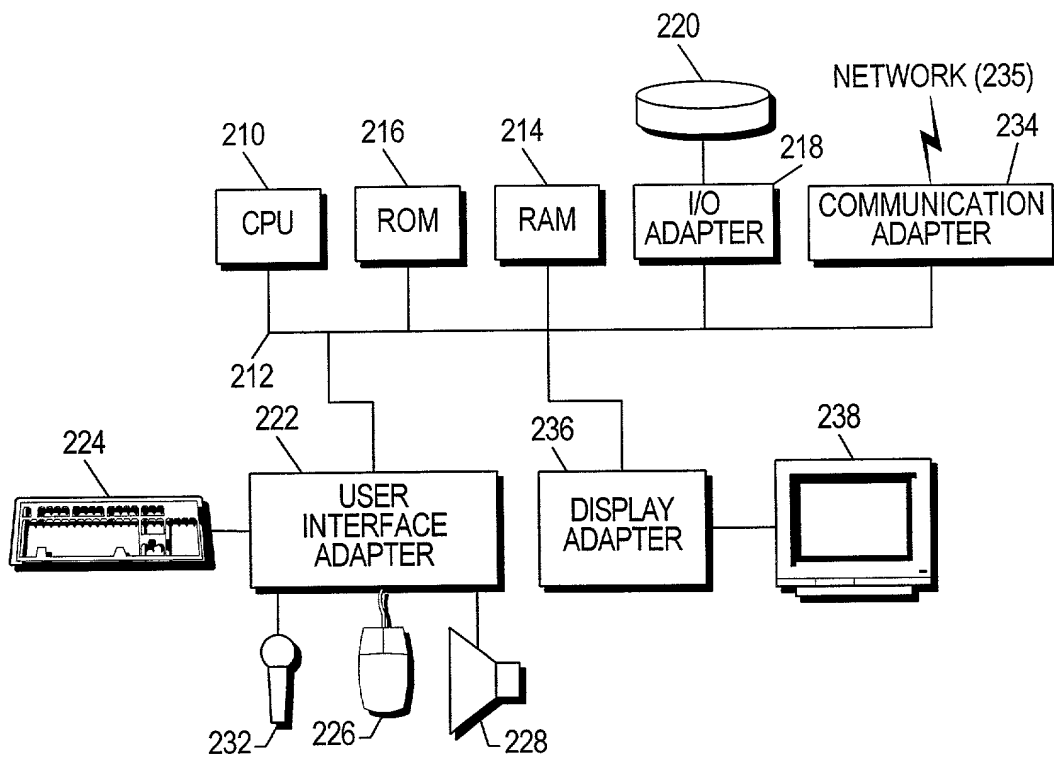 220
NETWORK (235)
210
216
214
218
234
CPU
ROM
RAM
I/O
ADAPTER
COMMUNICATION
ADAPTER
212
222
224
236
238
USER
INTERFACE
ADAPTER
DISPLAY
ADAPTER
232
226
228